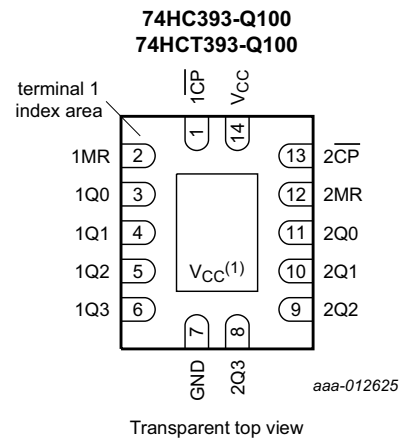 74HC393-Q100
74HCT393-Q100
terminal 1
index area
1C̅P̅
VCC
1
14
1MR 2
13 2C̅P̅
1Q0 3
12 2MR
1Q1 4
11 2Q0
1Q2 5
VCC(1)
10 2Q1
1Q3 6
9 2Q2
7
8
GND
2Q3
aaa-012625
Transparent top view